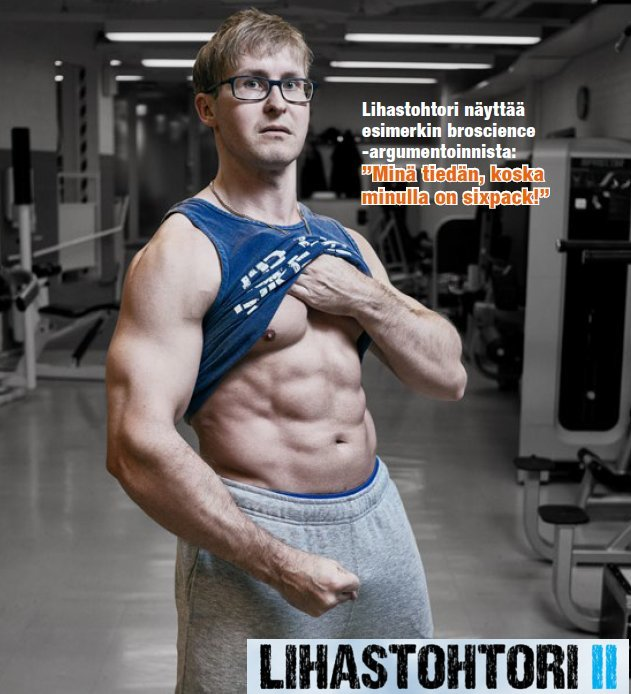 Lihastohtori näyttää
esimerkin broscience
-argumentoinnista:
”Minä tiedän, koska
minulla on sixpack!”
LIHASTOHTORI II